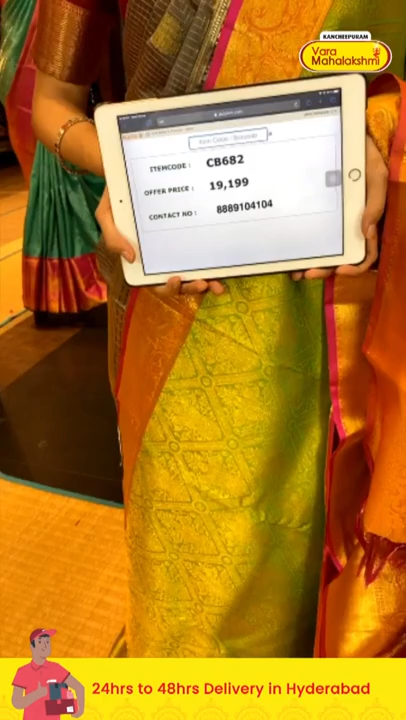 KANCHEEPURAM
Vara
Mahalakshmi
ITEMCODE : CB682
OFFER PRICE : 19,199
CONTACT NO : 8889104104
24hrs to 48hrs Delivery in Hyderabad